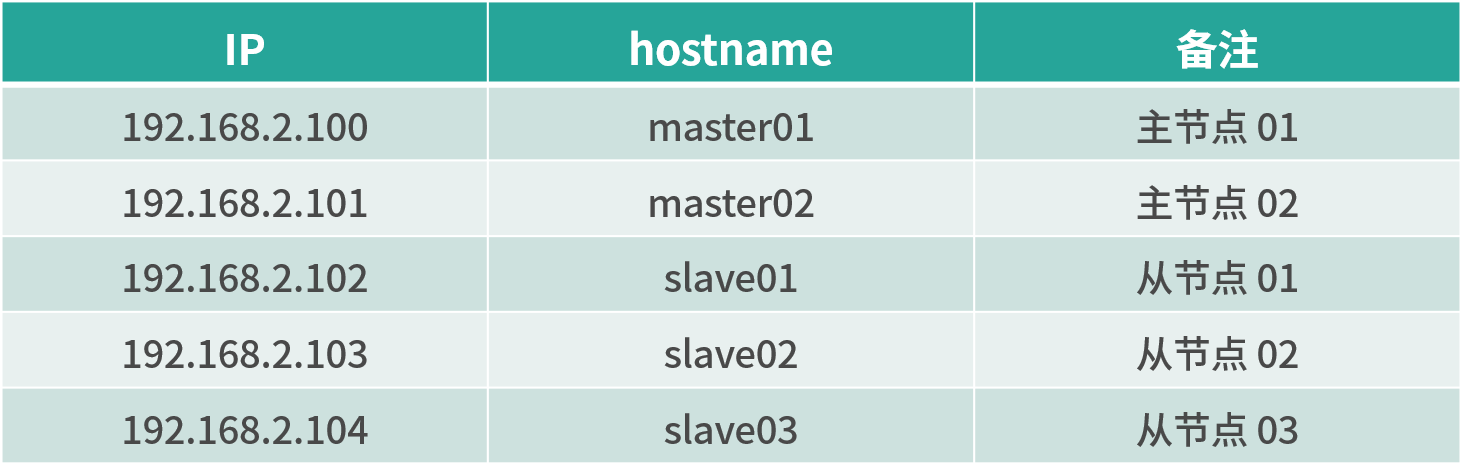 IP hostname 备注
192.168.2.100 master01 主节点 01
192.168.2.101 master02 主节点 02
192.168.2.102 slave01 从节点 01
192.168.2.103 slave02 从节点 02
192.168.2.104 slave03 从节点 03